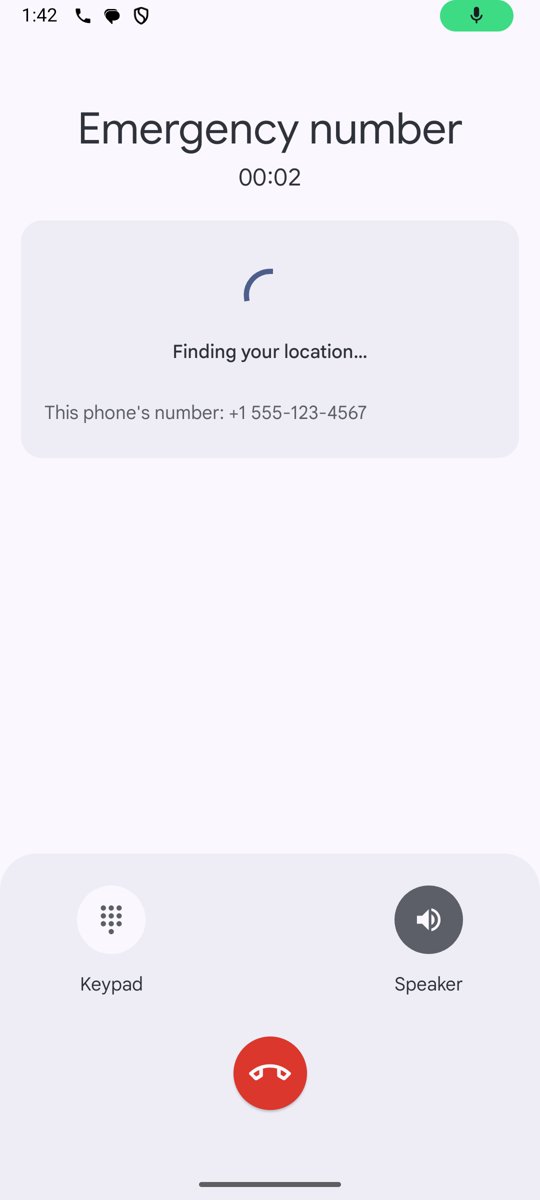 1:42
Emergency number
00:02
Finding your location...
This phone's number: +1 555-123-4567
Keypad
Speaker